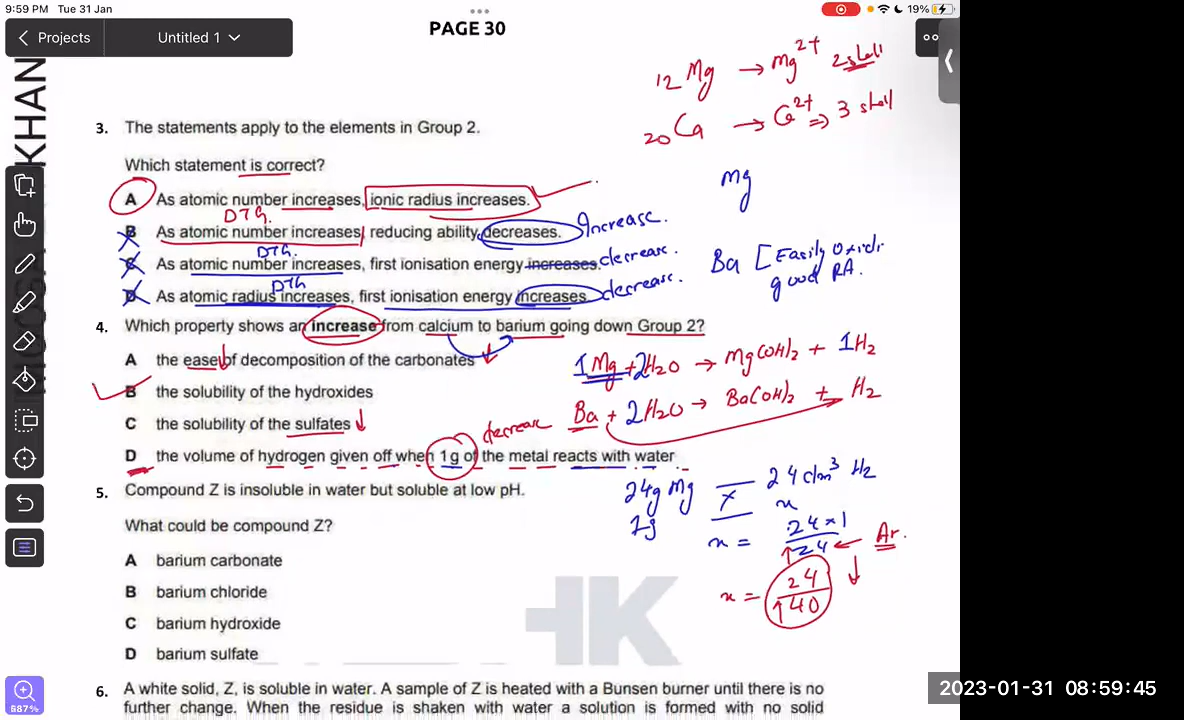 9:59 PM Tue 31 Jan
19%
Projects
Untitled 1
PAGE 30
KHAN
12Mg → Mg2+ 2 shell
20Ca → Ca2+ ⇒ 3 shell
3. The statements apply to the elements in Group 2.
Which statement is correct?
mg
A As atomic number increases, ionic radius increases.
DTG.
B As atomic number increases, reducing ability decreases. Increase.
DTG.
C As atomic number increases, first ionisation energy increases. decrease.
DTG
D As atomic radius increases, first ionisation energy increases. decrease.
Ba [Easily
good RA.
4. Which property shows an increase from calcium to barium going down Group 2?
A the ease of decomposition of the carbonates
1Mg + 2H2O → Mg(OH)2 + 1H2
B the solubility of the hydroxides
Ba + 2H2O → Ba(OH)2 + H2
C the solubility of the sulfates
decrease
D the volume of hydrogen given off when 1 g of the metal reacts with water
24g Mg 24dm3 H2
1g x
5. Compound Z is insoluble in water but soluble at low pH.
What could be compound Z?
x = 24×1
24 ← Ar.
A barium carbonate
x = 24
40
B barium chloride
C barium hydroxide
D barium sulfate
HK
587%
2023-01-31 08:59:45
6. A white solid, Z, is soluble in water. A sample of Z is heated with a Bunsen burner until there is no
further change. When the residue is shaken with water a solution is formed with no solid